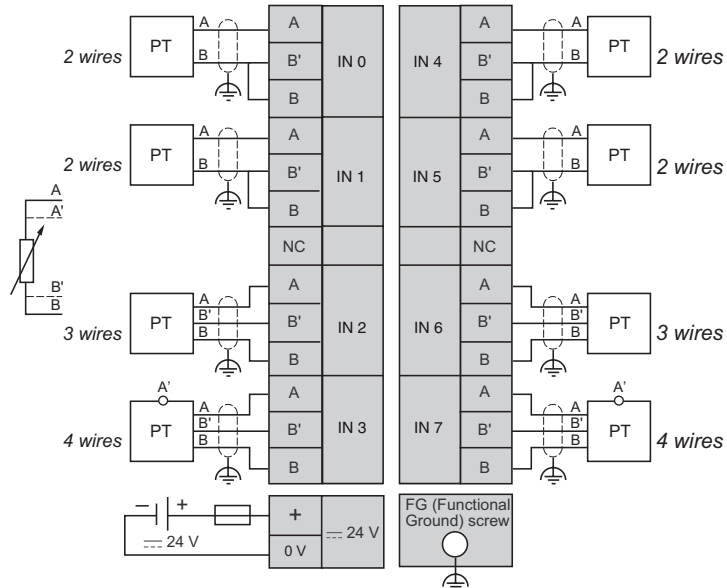 A
A
IN 0
IN 4
A
A
2 wires
PT
B
B'
B'
B
PT
2 wires
B
B
A
A
IN 1
IN 5
A
A
2 wires
PT
B
B'
B'
B
PT
2 wires
B
B
A
A'
B'
B
NC
NC
A
A
IN 2
IN 6
3 wires
PT
A
B'
B
B'
B'
A
B'
B
PT
3 wires
B
B
A'
A
A
A'
IN 3
IN 7
4 wires
PT
A
B'
B
B'
B'
A
B'
B
PT
4 wires
B
B
– +
24 V
+
0 V
24 V
FG (Functional
Ground) screw